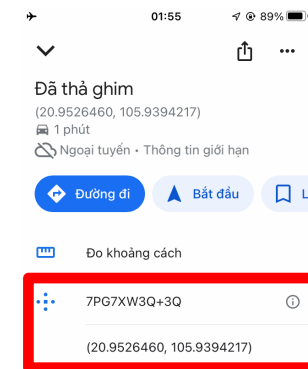 01:55
89%
Đã thả ghim
(20.9526460, 105.9394217)
1 phút
Ngoại tuyến • Thông tin giới hạn
Đường đi
Bắt đầu
L
Đo khoảng cách
7PG7XW3Q+3Q
(20.9526460, 105.9394217)